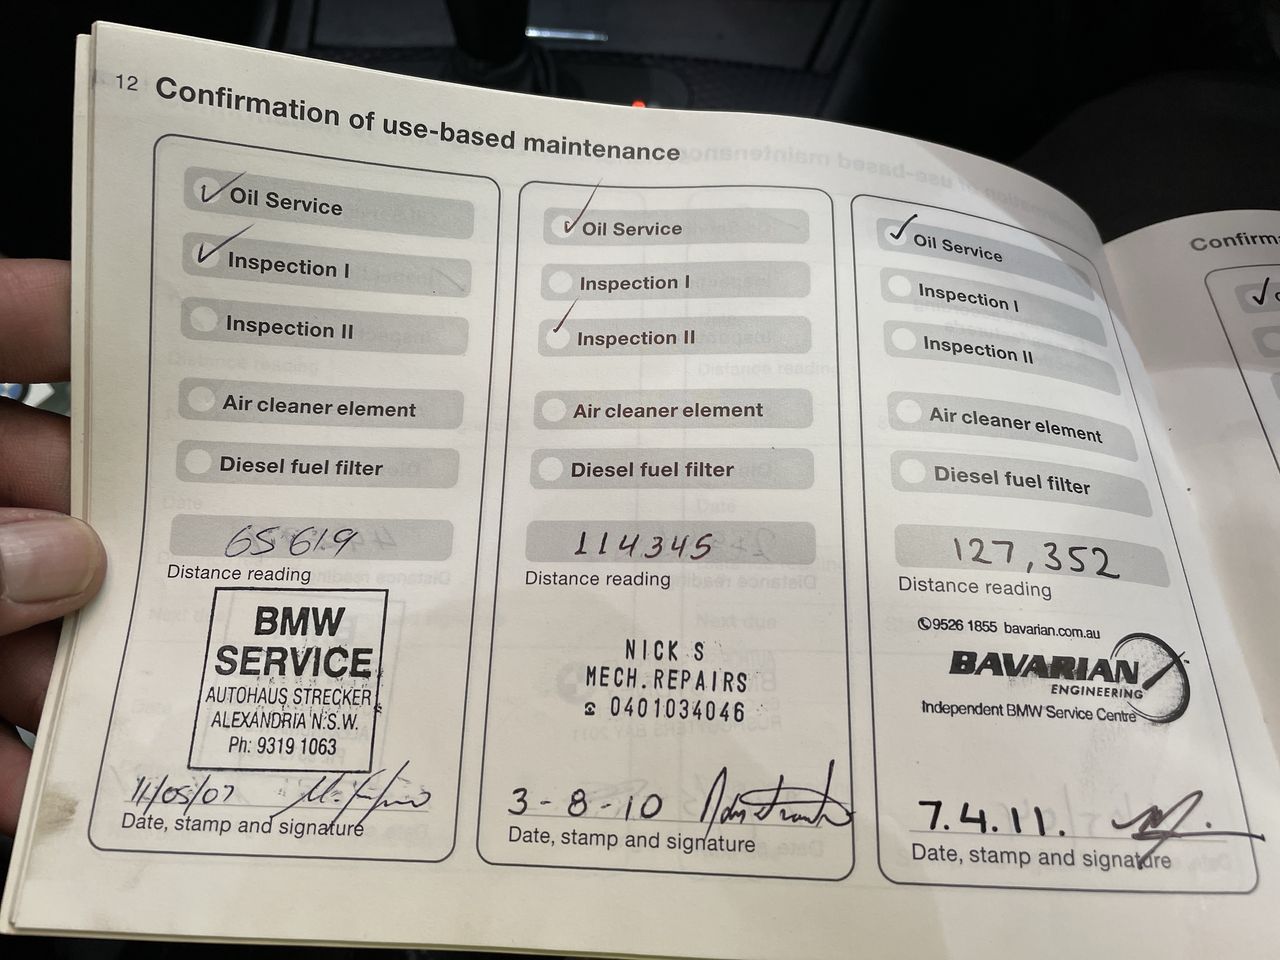 12 Confirmation of use-based maintenance
Oil Service
Inspection I
Inspection II
Air cleaner element
Diesel fuel filter
65619
Distance reading
BMW
SERVICE
AUTOHAUS STRECKER
ALEXANDRIA N.S.W.
Ph: 9319 1063
11/05/07
Date, stamp and signature
Oil Service
Inspection I
Inspection II
Air cleaner element
Diesel fuel filter
114345
Distance reading
NICK S
MECH.REPAIRS
☎ 0401034046
3-8-10
Date, stamp and signature
Oil Service
Inspection I
Inspection II
Air cleaner element
Diesel fuel filter
127,352
Distance reading
9526 1855 bavarian.com.au
BAVARIAN
ENGINEERING
Independent BMW Service Centre
7.4.11.
Date, stamp and signature
Confirma